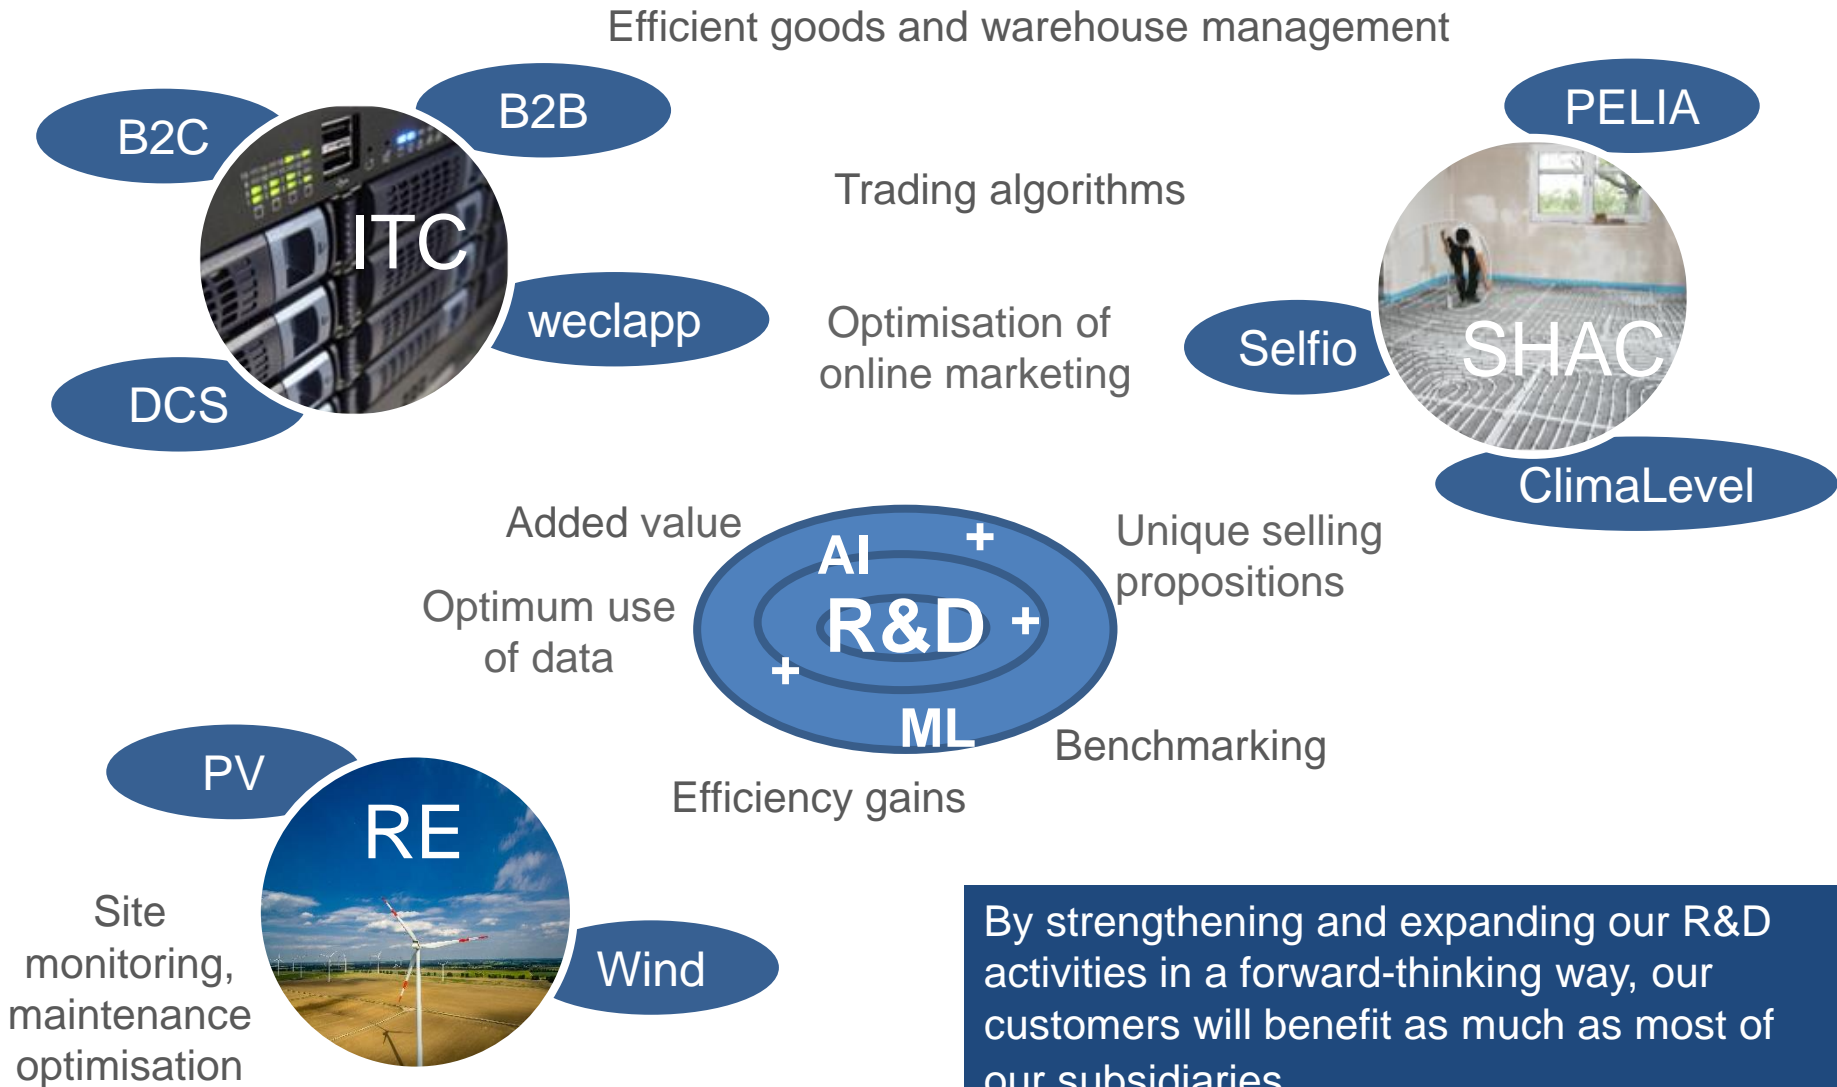 Efficient goods and warehouse management
B2C
B2B
ITC
weclapp
DCS
Trading algorithms
Optimisation of
online marketing
PELIA
Selfio
SHAC
ClimaLevel
Added value
Optimum use
of data
AI
+
R&D
+
+
ML
Unique selling
propositions
Benchmarking
Efficiency gains
PV
RE
Wind
Site
monitoring,
maintenance
optimisation
By strengthening and expanding our R&D
activities in a forward-thinking way, our
customers will benefit as much as most of
our subsidiaries